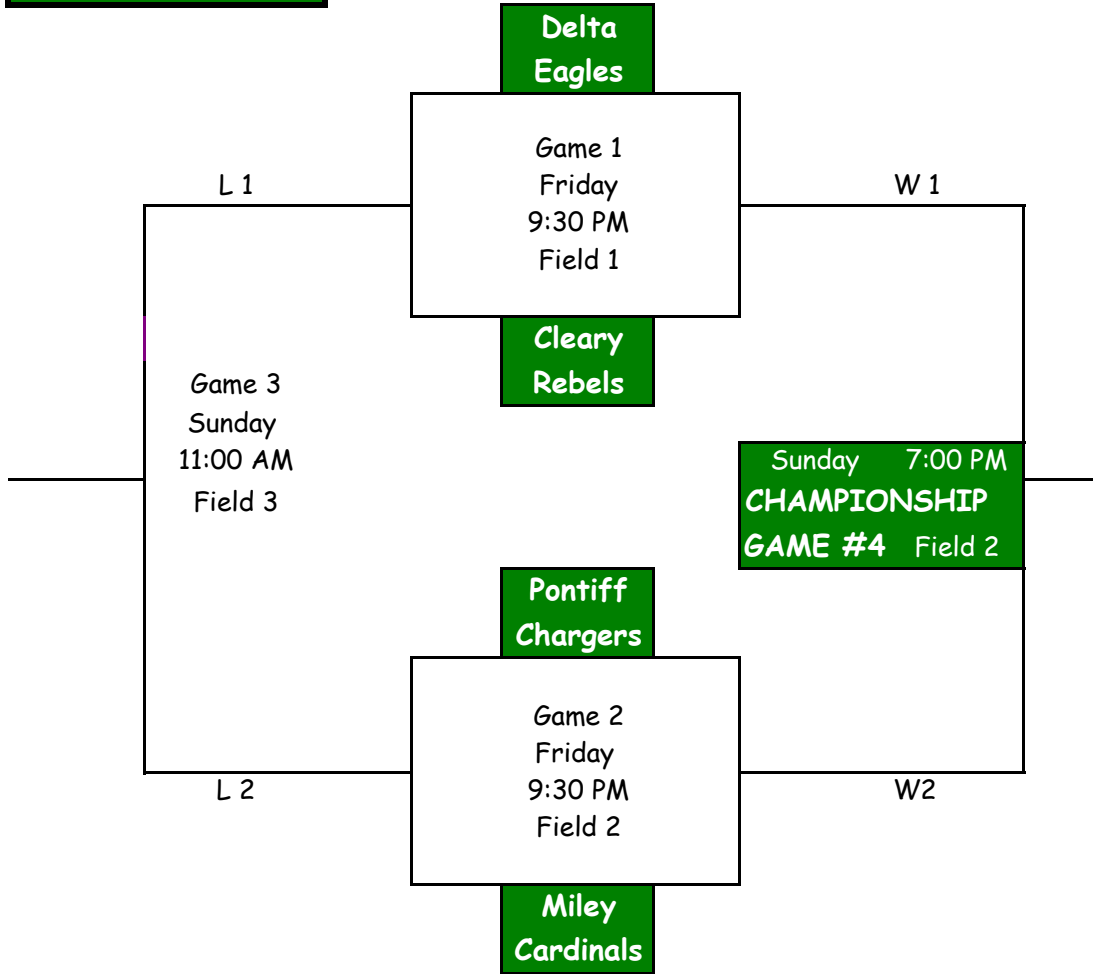 Delta
Eagles
Game 1
Friday
9:30 PM
Field 1
L 1
W 1
Cleary
Rebels
Game 3
Sunday
11:00 AM
Field 3
Sunday 7:00 PM
CHAMPIONSHIP
GAME #4 Field 2
Pontiff
Chargers
Game 2
Friday
9:30 PM
Field 2
L 2
W2
Miley
Cardinals